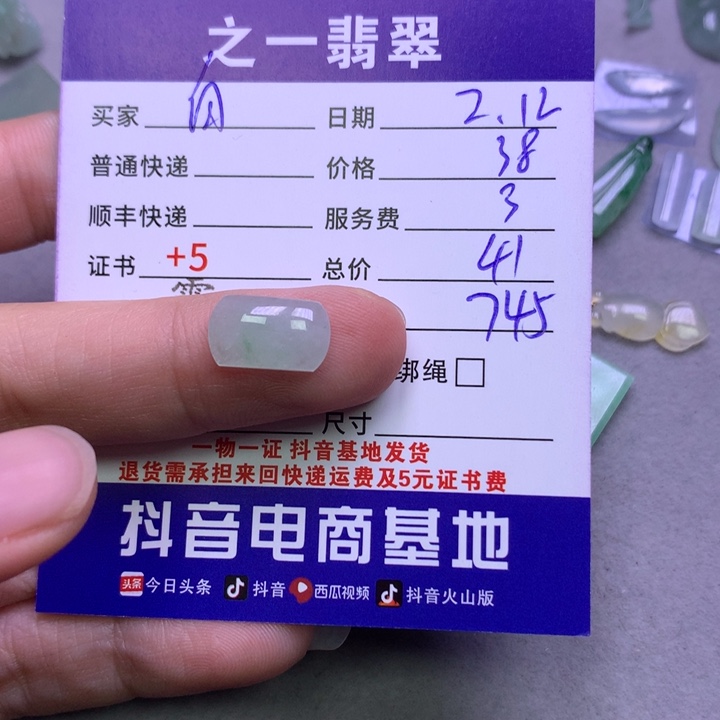 之一翡翠
买家 自 日期 2.12
普通快递 价格 38
顺丰快递 服务费 3
证书 +5 总价 41
745
绑绳
尺寸
一物一证 抖音基地发货
退货需承担来回快递运费及5元证书费
抖音电商基地
头条 今日头条 抖音 西瓜视频 抖音火山版